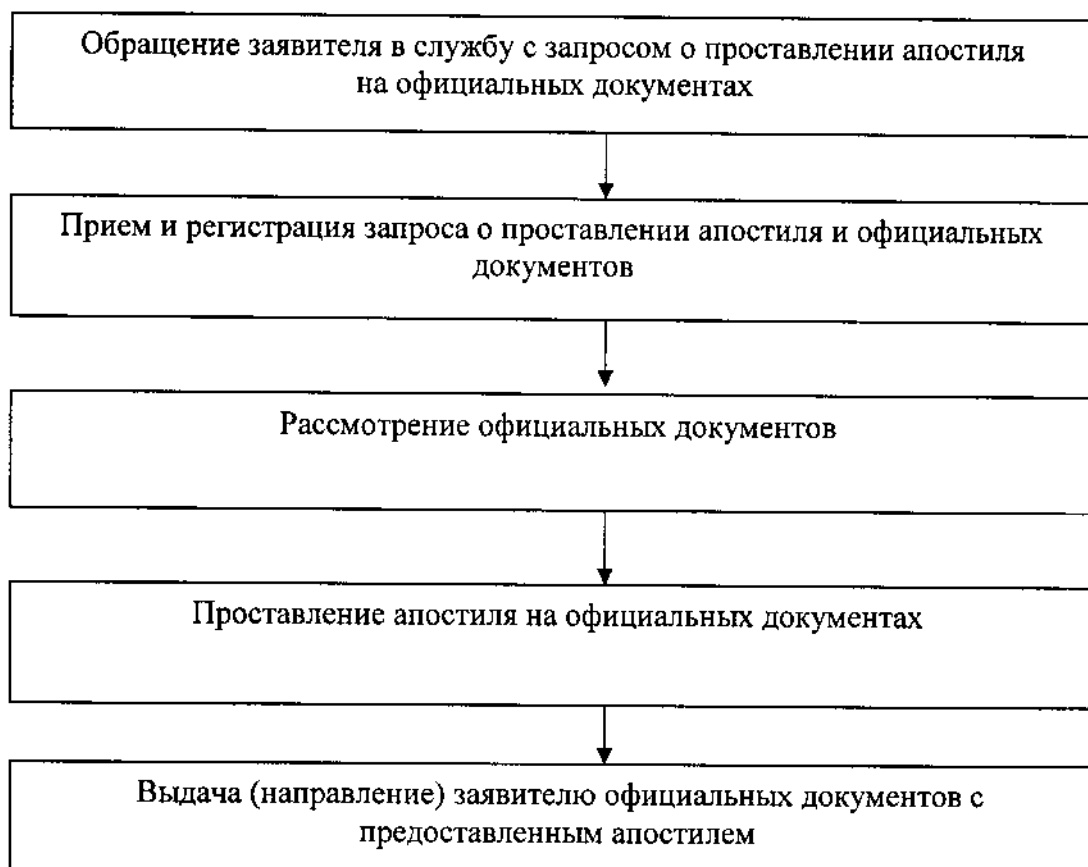 Обращение заявителя в службу с запросом о проставлении апостиля
на официальных документах
Прием и регистрация запроса о проставлении апостиля и официальных
документов
Рассмотрение официальных документов
Проставление апостиля на официальных документах
Выдача (направление) заявителю официальных документов с
предоставленным апостилем